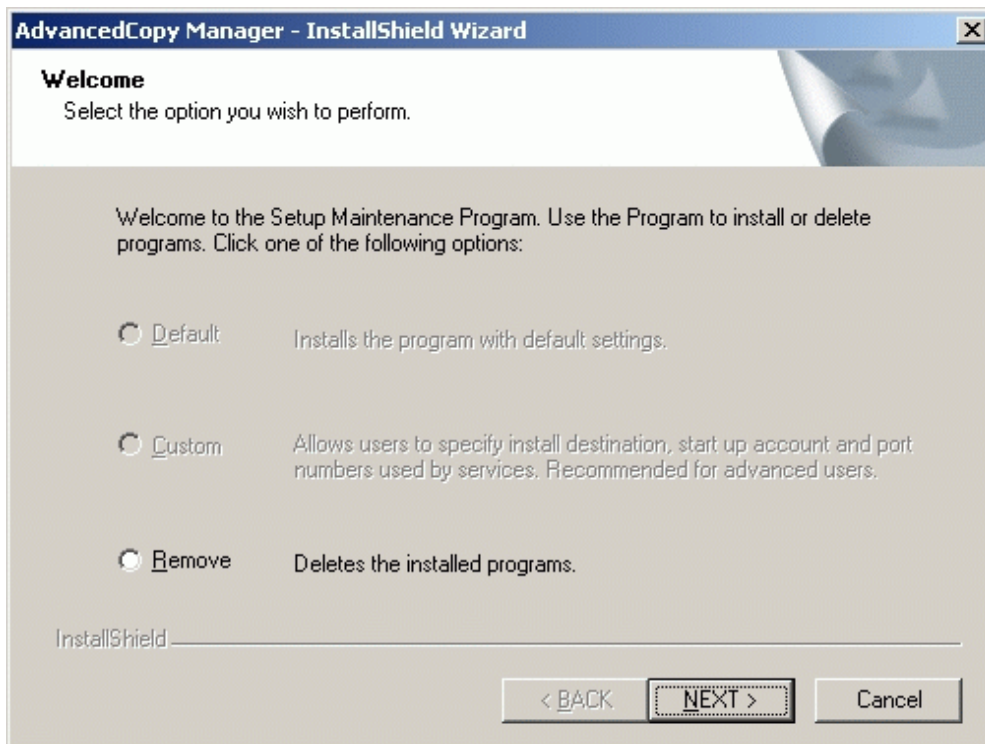 AdvancedCopy Manager - InstallShield Wizard
Welcome
Select the option you wish to perform.
Welcome to the Setup Maintenance Program. Use the Program to install or delete
programs. Click one of the following options:
Default Installs the program with default settings.
Custom Allows users to specify install destination, start up account and port
numbers used by services. Recommended for advanced users.
Remove Deletes the installed programs.
InstallShield
< BACK NEXT > Cancel